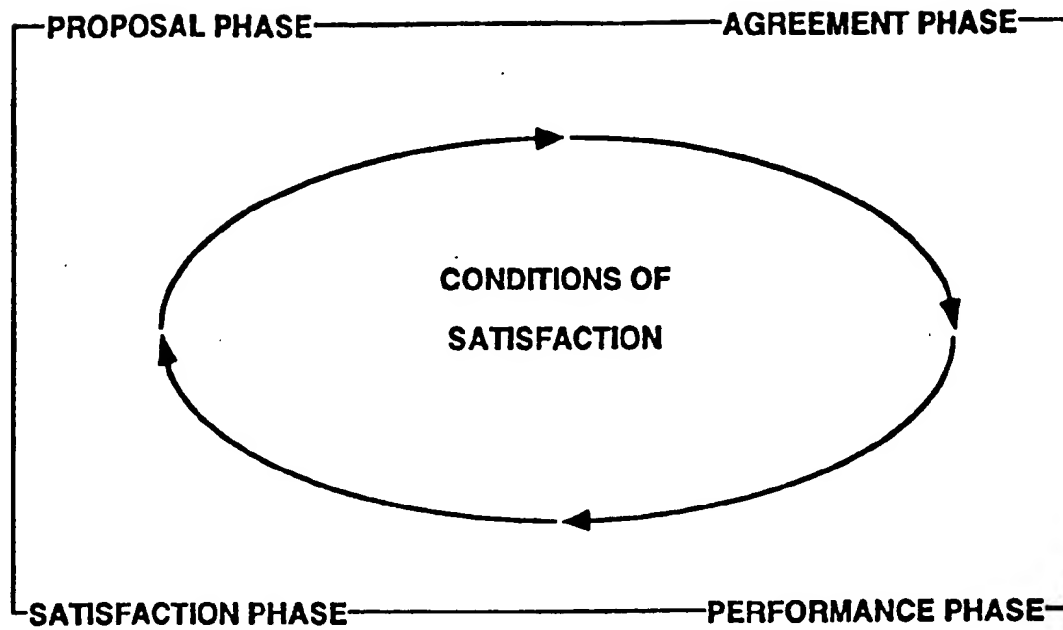 PROPOSAL PHASE
AGREEMENT PHASE
CONDITIONS OF
SATISFACTION
SATISFACTION PHASE
PERFORMANCE PHASE